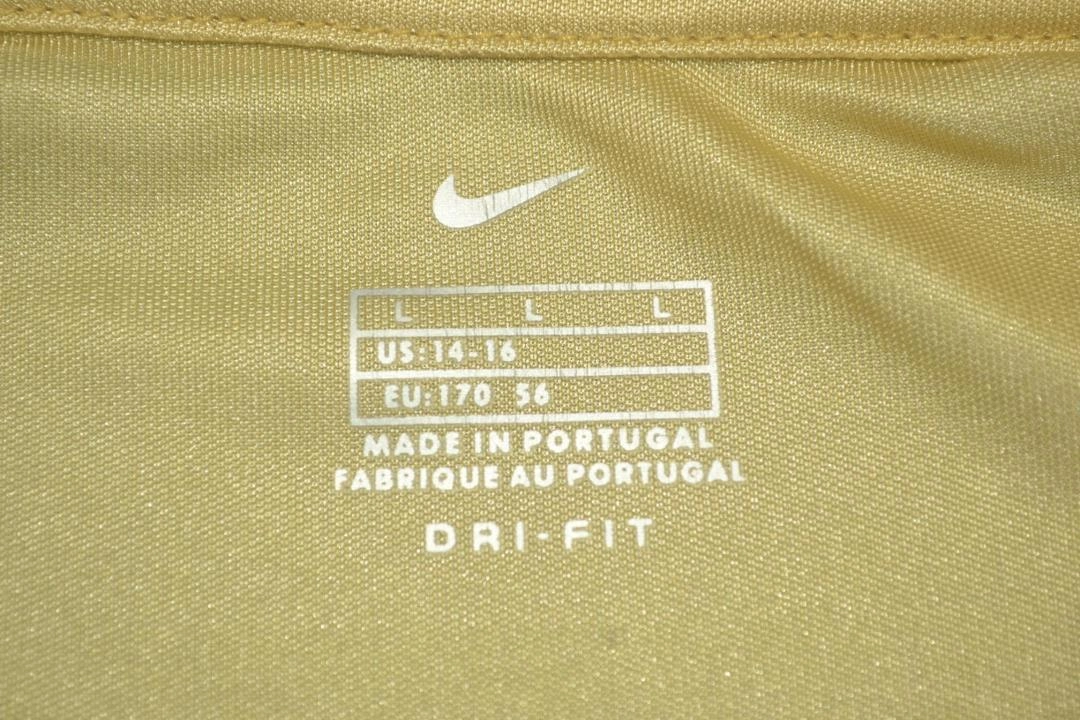 L L L
US:14-16
EU:170 56
MADE IN PORTUGAL
FABRIQUE AU PORTUGAL
DRI-FIT